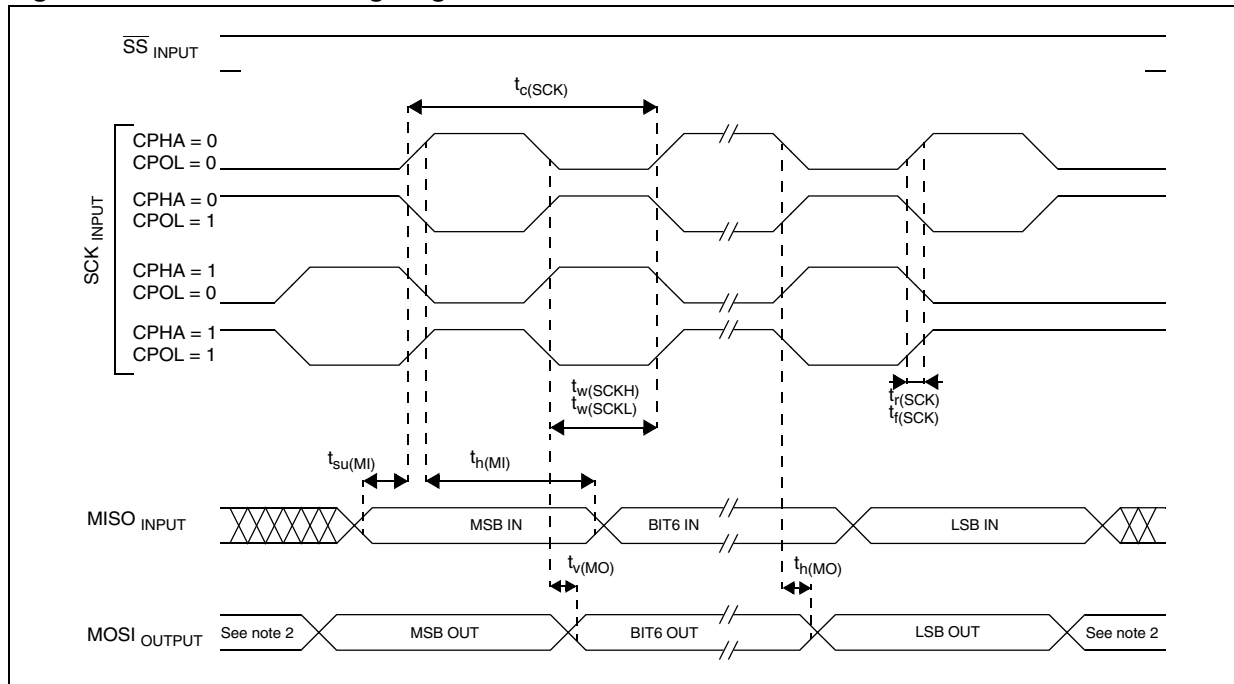 SS INPUT
tc(SCK)
CPHA = 0
CPOL = 0
CPHA = 0
CPOL = 1
SCK INPUT
CPHA = 1
CPOL = 0
CPHA = 1
CPOL = 1
tw(SCKH)
tw(SCKL)
tr(SCK)
tf(SCK)
tsu(MI)
th(MI)
MISO INPUT
MSB IN
BIT6 IN
LSB IN
tv(MO)
th(MO)
MOSI OUTPUT
See note 2
MSB OUT
BIT6 OUT
LSB OUT
See note 2